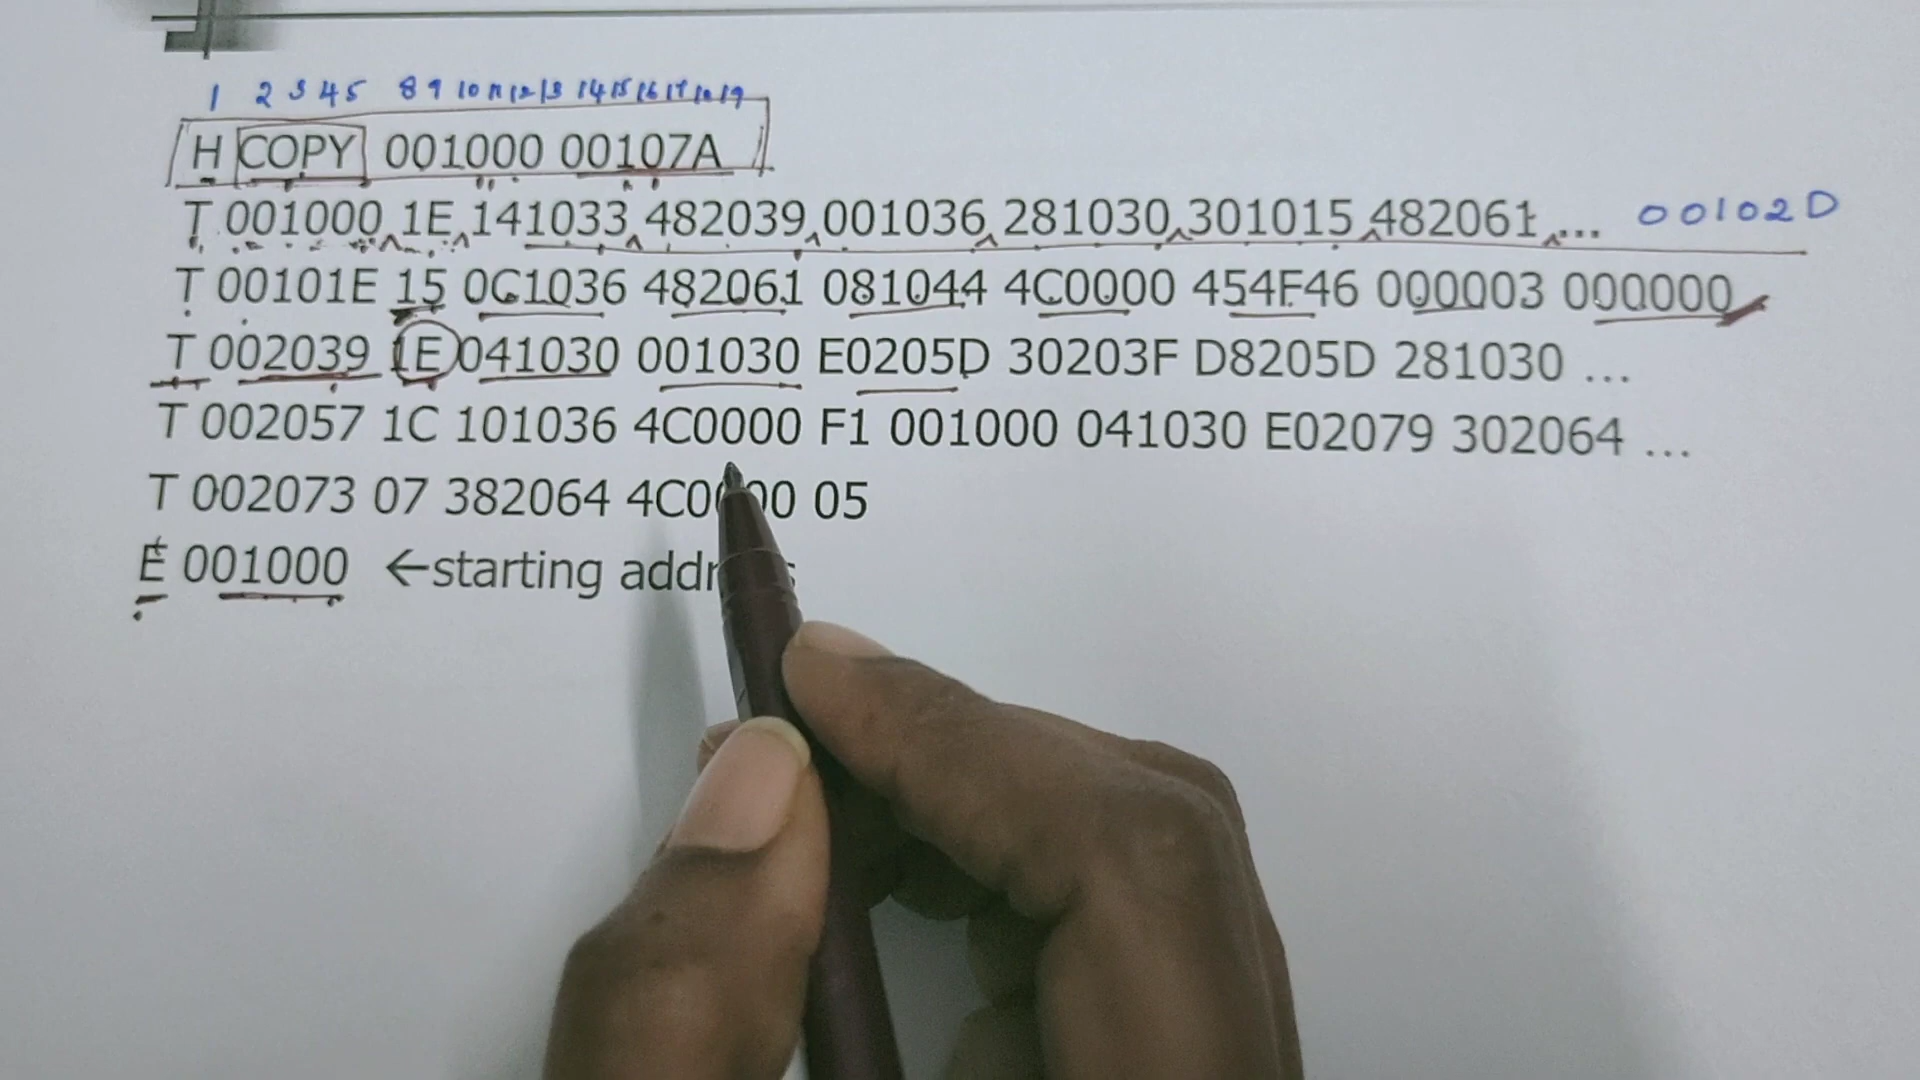 1 2 3 4 5 8 9 10 11 12 13 14 15 16 17 18 19
H COPY 001000 00107A
T 001000 1E 141033 482039 001036 281030 301015 482061 ... 00102D
T 00101E 15 0C1036 482061 081044 4C0000 454F46 000003 000000
T 002039 1E 041030 001030 E0205D 30203F D8205D 281030 ...
T 002057 1C 101036 4C0000 F1 001000 041030 E02079 302064 ...
T 002073 07 382064 05
E 001000 ←starting